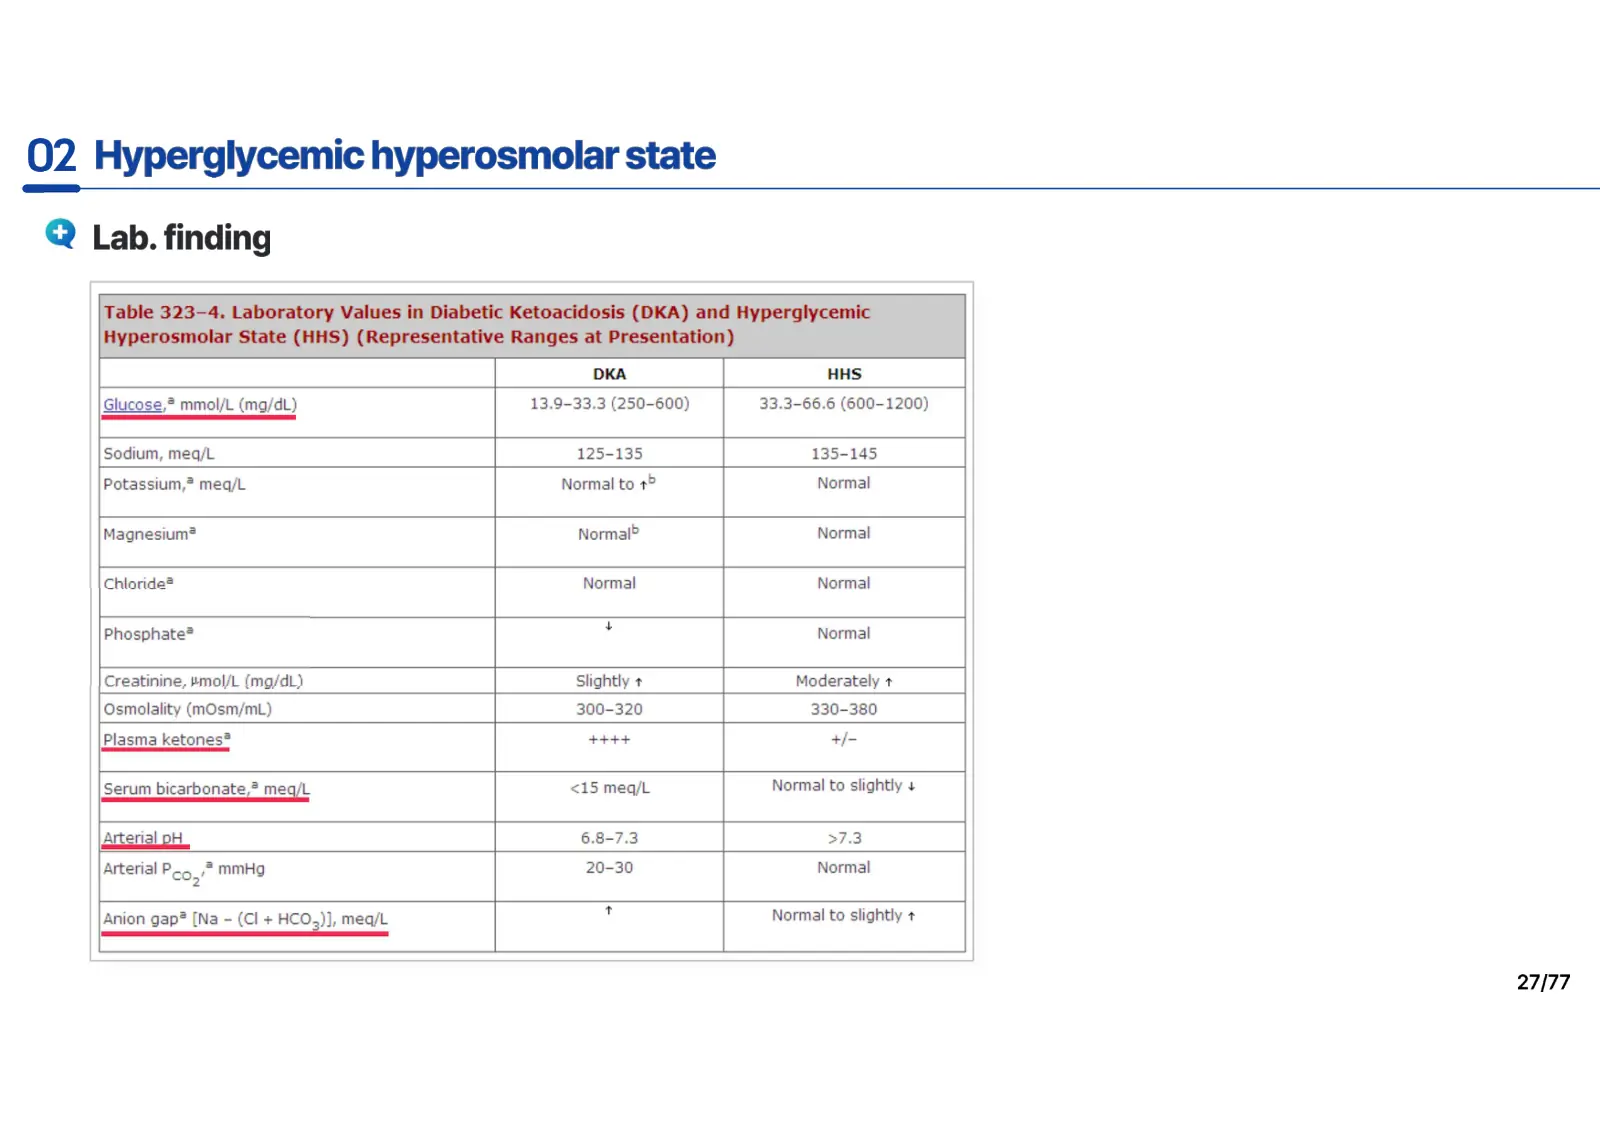 02 Hyperglycemic hyperosmolar state
Lab. finding
Table 323–4. Laboratory Values in Diabetic Ketoacidosis (DKA) and Hyperglycemic
Hyperosmolar State (HHS) (Representative Ranges at Presentation)
DKA HHS
Glucose,a mmol/L (mg/dL) 13.9–33.3 (250–600) 33.3–66.6 (600–1200)
Sodium, meq/L 125–135 135–145
Potassium,a meq/L Normal to ↑b Normal
Magnesiuma Normalb Normal
Chloridea Normal Normal
Phosphatea ↓ Normal
Creatinine, μmol/L (mg/dL) Slightly ↑ Moderately ↑
Osmolality (mOsm/mL) 300–320 330–380
Plasma ketonesa ++++ +/–
Serum bicarbonate,a meq/L <15 meq/L Normal to slightly ↓
Arterial pH 6.8–7.3 >7.3
Arterial PCO2,a mmHg 20–30 Normal
Anion gapa [Na – (Cl + HCO3)], meq/L ↑ Normal to slightly ↑
27/77